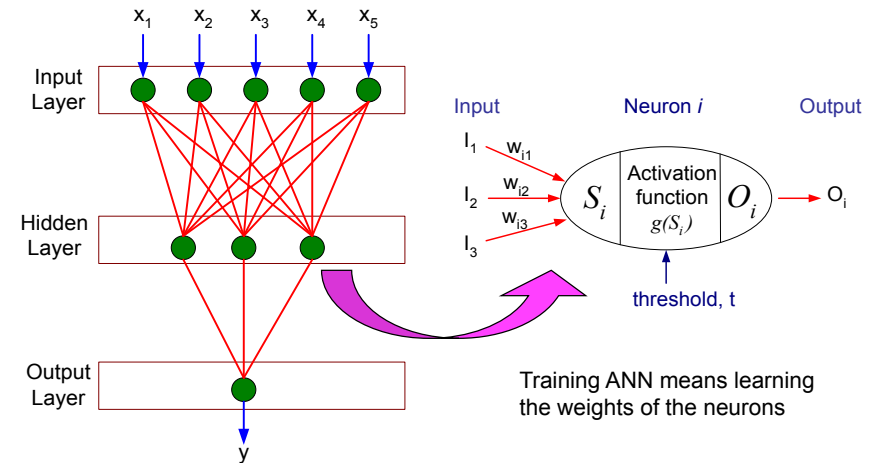 x1 x2 x3 x4 x5
Input
Layer
Hidden
Layer
Output
Layer
y
Input Neuron i Output
I1
wi1
I2
wi2
I3
wi3
Si
Activation
function
g(Si)
Oi
Oi
threshold, t
Training ANN means learning
the weights of the neurons